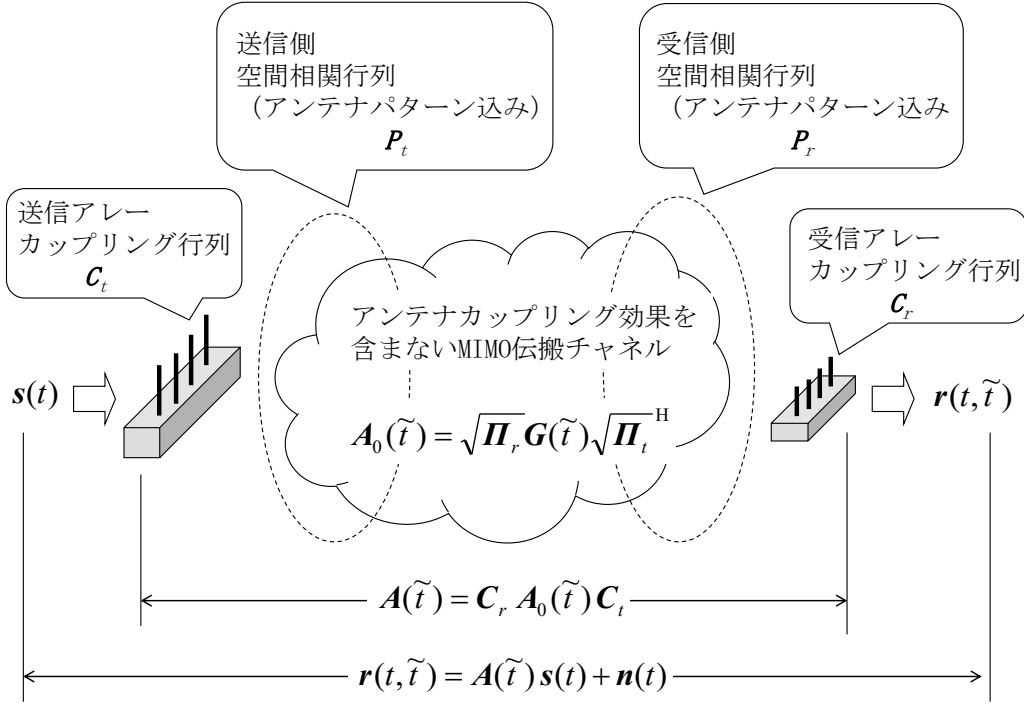 送信側
空間相関行列
（アンテナパターン込み）
P_t
受信側
空間相関行列
（アンテナパターン込み
P_r
送信アレー
カップリング行列
C_t
受信アレー
カップリング行列
C_r
アンテナカップリング効果を
含まないMIMO伝搬チャネル
s(t)
r(t, t̃)
A₀(t̃) = √Π_r G(t̃) √Π_t ᴴ
A(t̃) = C_r A₀(t̃) C_t
r(t, t̃) = A(t̃) s(t) + n(t)